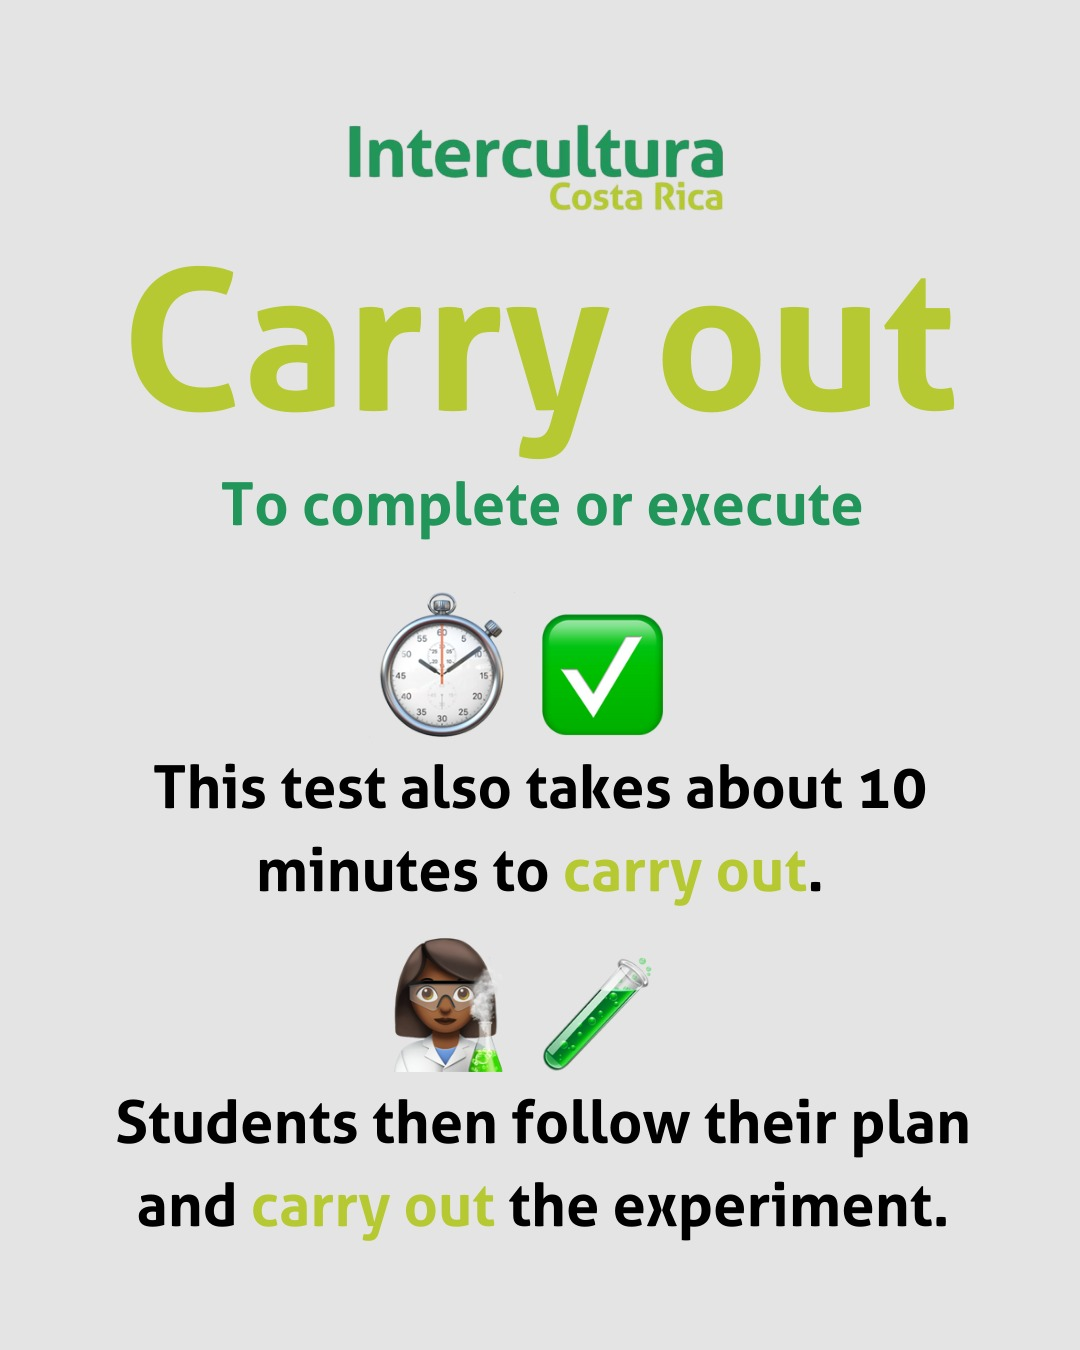 Intercultura
Costa Rica
Carry out
To complete or execute
This test also takes about 10
minutes to carry out.
Students then follow their plan
and carry out the experiment.